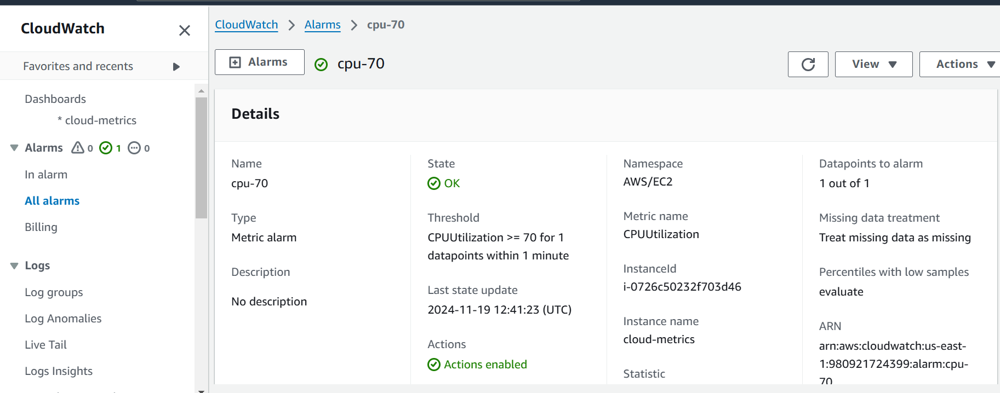 CloudWatch
Favorites and recents
Dashboards
* cloud-metrics
Alarms 0 1 0
In alarm
All alarms
Billing
Logs
Log groups
Log Anomalies
Live Tail
Logs Insights
CloudWatch > Alarms > cpu-70
Alarms
cpu-70
View
Actions
Details
Name
cpu-70
Type
Metric alarm
Description
No description
State
OK
Threshold
CPUUtilization >= 70 for 1
datapoints within 1 minute
Last state update
2024-11-19 12:41:23 (UTC)
Actions
Actions enabled
Namespace
AWS/EC2
Metric name
CPUUtilization
InstanceId
i-0726c50232f703d46
Instance name
cloud-metrics
Statistic
Datapoints to alarm
1 out of 1
Missing data treatment
Treat missing data as missing
Percentiles with low samples
evaluate
ARN
arn:aws:cloudwatch:us-east-
1:980921724399:alarm:cpu-
70